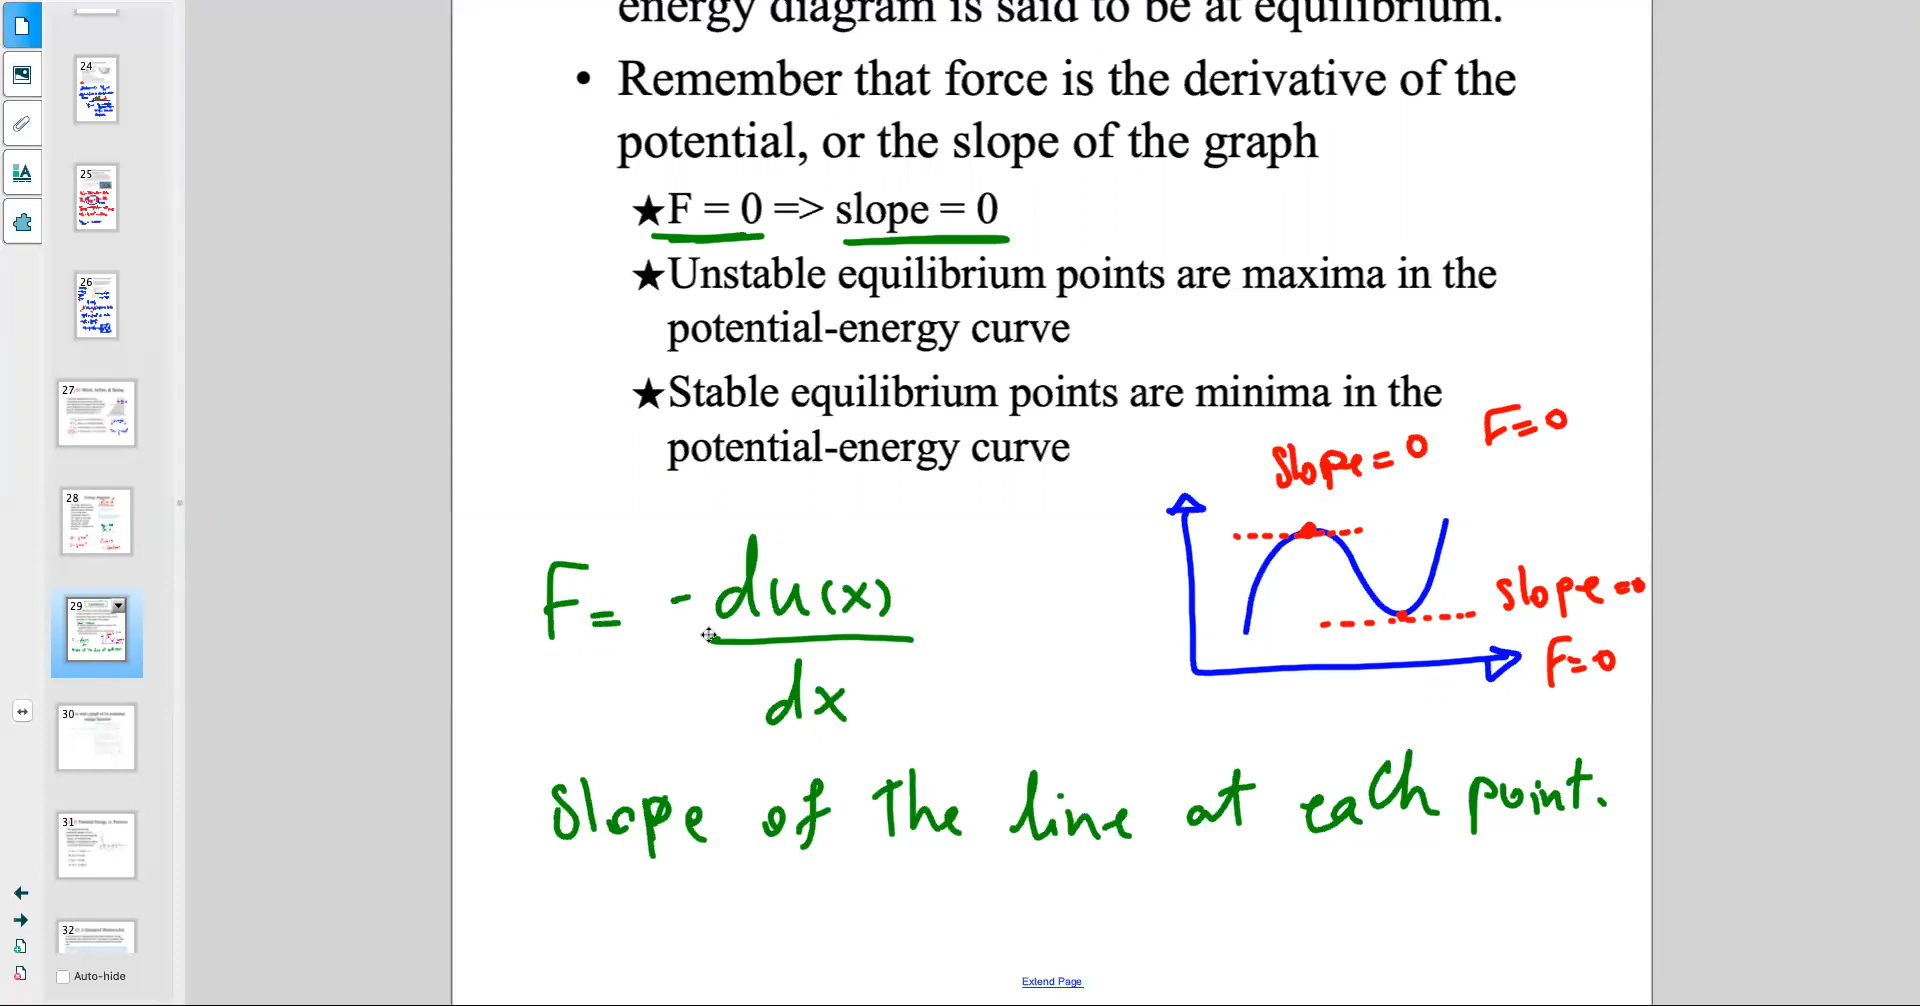 energy diagram is said to be at equilibrium.
• Remember that force is the derivative of the
potential, or the slope of the graph
★F = 0 => slope = 0
★Unstable equilibrium points are maxima in the
potential-energy curve
★Stable equilibrium points are minima in the
potential-energy curve
slope = 0
F = 0
slope = 0
F = 0
F = - du(x)
dx
slope of the line at each point.
Extend Page
24
25
26
27
28
29
30
31
32
Auto-hide